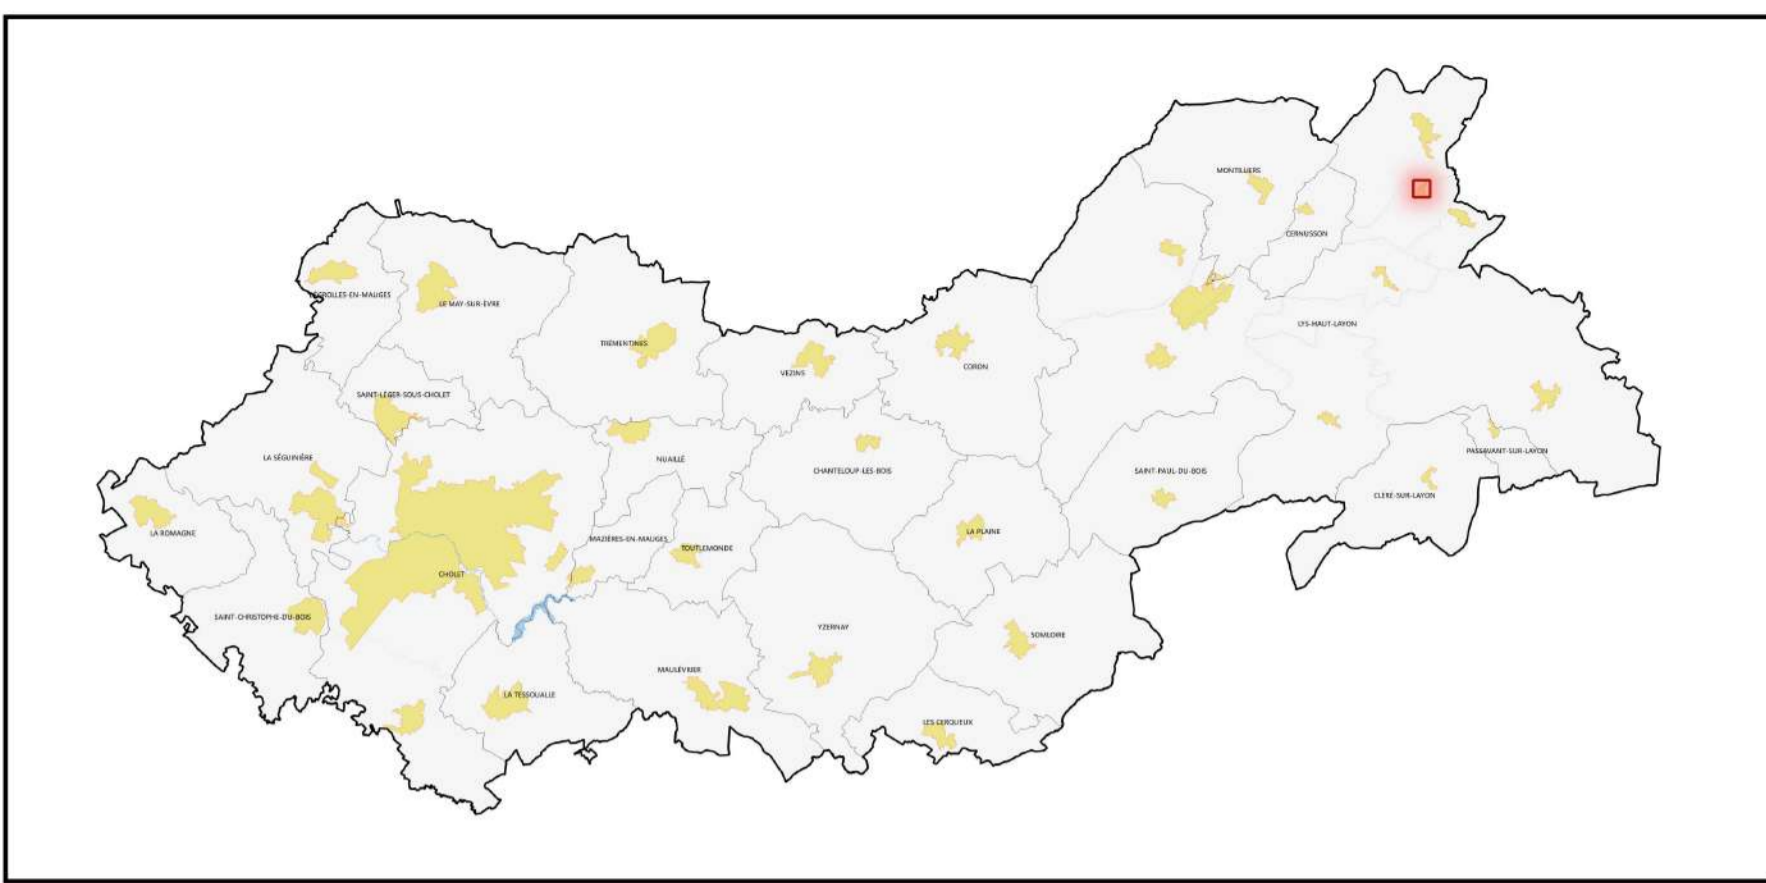 MONTILLIERS
CERNUSSON
BÉGROLLES-EN-MAUGES
LE MAY-SUR-ÈVRE
LYS-HAUT-LAYON
TRÉMENTINES
VEZINS
CORON
SAINT-LÉGER-SOUS-CHOLET
LA SÉGUINIÈRE
NUAILLÉ
CHANTELOUP-LES-BOIS
SAINT-PAUL-DU-BOIS
PASSAVANT-SUR-LAYON
CLÉRÉ-SUR-LAYON
LA ROMAGNE
MAZIÈRES-EN-MAUGES
TOUTLEMONDE
LA PLAINE
CHOLET
SAINT-CHRISTOPHE-DU-BOIS
YZERNAY
SOMLOIRE
MAULÉVRIER
LA TESSOUALLE
LES CERQUEUX